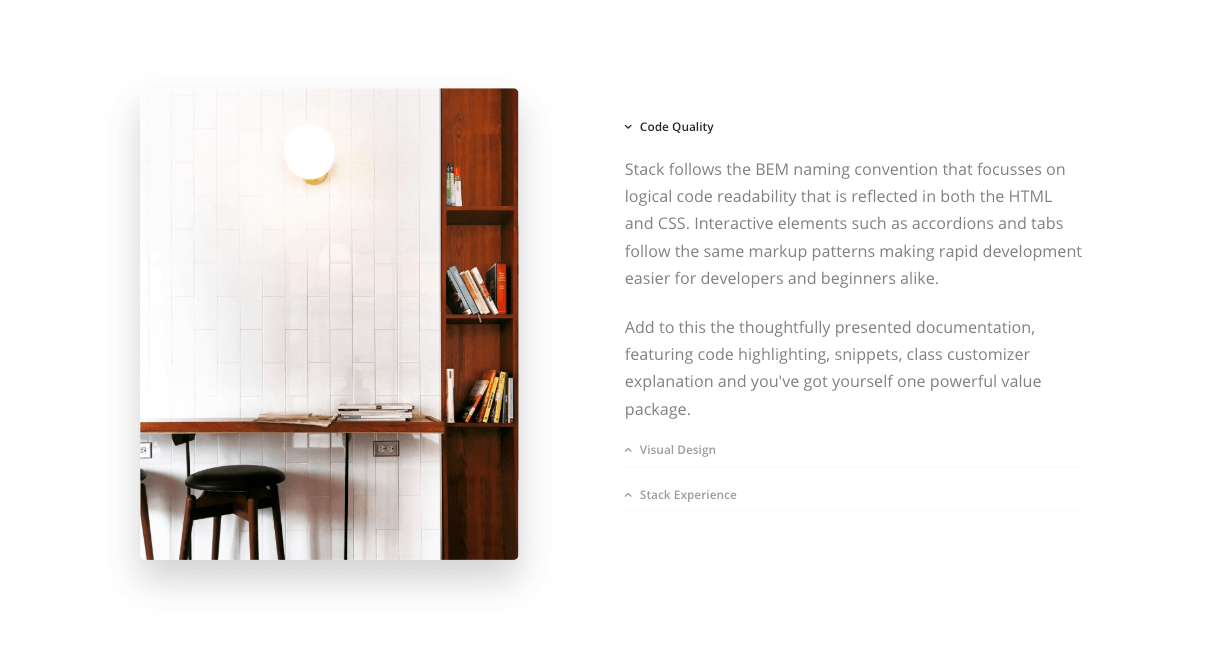 Code Quality
Stack follows the BEM naming convention that focusses on
logical code readability that is reflected in both the HTML
and CSS. Interactive elements such as accordions and tabs
follow the same markup patterns making rapid development
easier for developers and beginners alike.
Add to this the thoughtfully presented documentation,
featuring code highlighting, snippets, class customizer
explanation and you've got yourself one powerful value
package.
Visual Design
Stack Experience